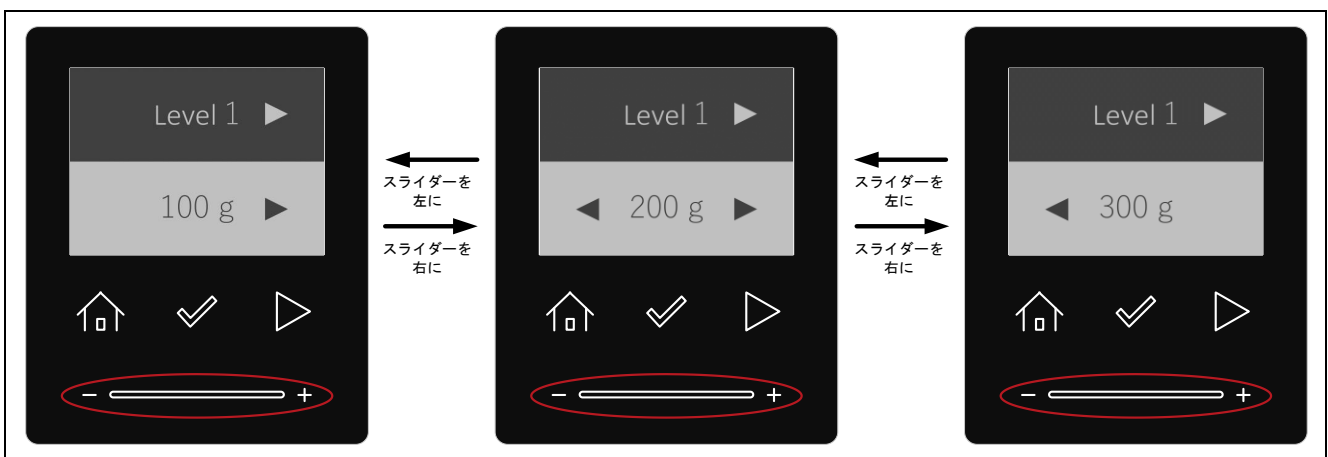 Level 1 ▶
100 g ▶
− +
スライダーを
左に
スライダーを
右に
Level 1 ▶
◀ 200 g ▶
− +
スライダーを
左に
スライダーを
右に
Level 1 ▶
◀ 300 g
− +